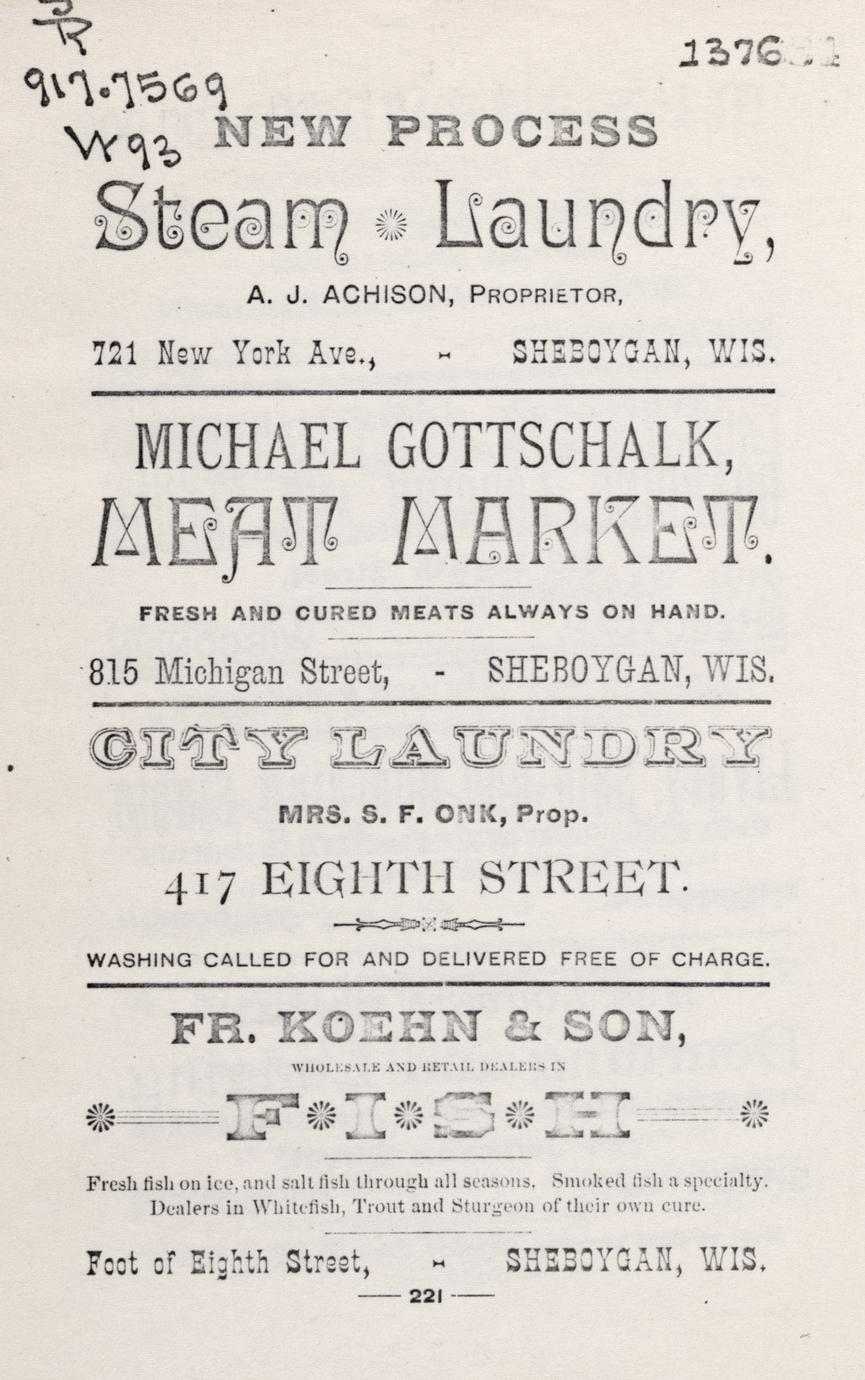 R
917.7569
W93
1376
NEW PROCESS
Steam Laundry,
A. J. ACHISON, PROPRIETOR,
721 New York Ave., - SHEBOYGAN, WIS.
MICHAEL GOTTSCHALK,
MEAT MARKET.
FRESH AND CURED MEATS ALWAYS ON HAND.
815 Michigan Street, - SHEBOYGAN, WIS.
CITY LAUNDRY
MRS. S. F. ONK, Prop.
417 EIGHTH STREET.
WASHING CALLED FOR AND DELIVERED FREE OF CHARGE.
FR. KOEHN & SON,
WHOLESALE AND RETAIL DEALERS IN
FISH
Fresh fish on ice, and salt fish through all seasons. Smoked fish a specialty.
Dealers in Whitefish, Trout and Sturgeon of their own cure.
Foot of Eighth Street, - SHEBOYGAN, WIS.
221